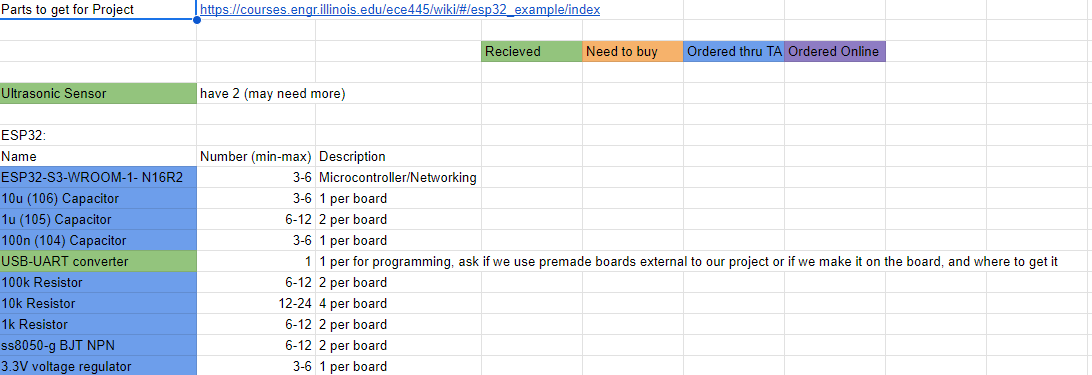 Parts to get for Project https://courses.engr.illinois.edu/ece445/wiki/#/esp32_example/index
Recieved Need to buy Ordered thru TA Ordered Online
Ultrasonic Sensor have 2 (may need more)
ESP32:
Name Number (min-max) Description
ESP32-S3-WROOM-1- N16R2 3-6 Microcontroller/Networking
10u (106) Capacitor 3-6 1 per board
1u (105) Capacitor 6-12 2 per board
100n (104) Capacitor 3-6 1 per board
USB-UART converter 1 1 per for programming, ask if we use premade boards external to our project or if we make it on the board, and where to get it
100k Resistor 6-12 2 per board
10k Resistor 12-24 4 per board
1k Resistor 6-12 2 per board
ss8050-g BJT NPN 6-12 2 per board
3.3V voltage regulator 3-6 1 per board